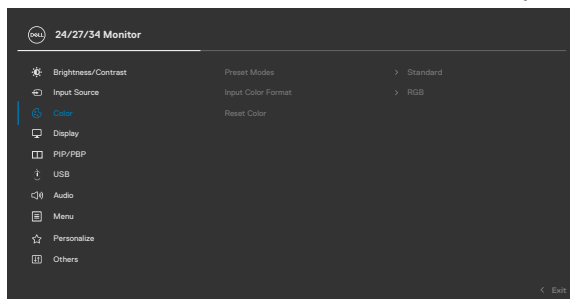 DELL 24/27/34 Monitor
Brightness/Contrast Preset Modes > Standard
Input Source Input Color Format > RGB
Color Reset Color
Display
PIP/PBP
USB
Audio
Menu
Personalize
Others
< Exit